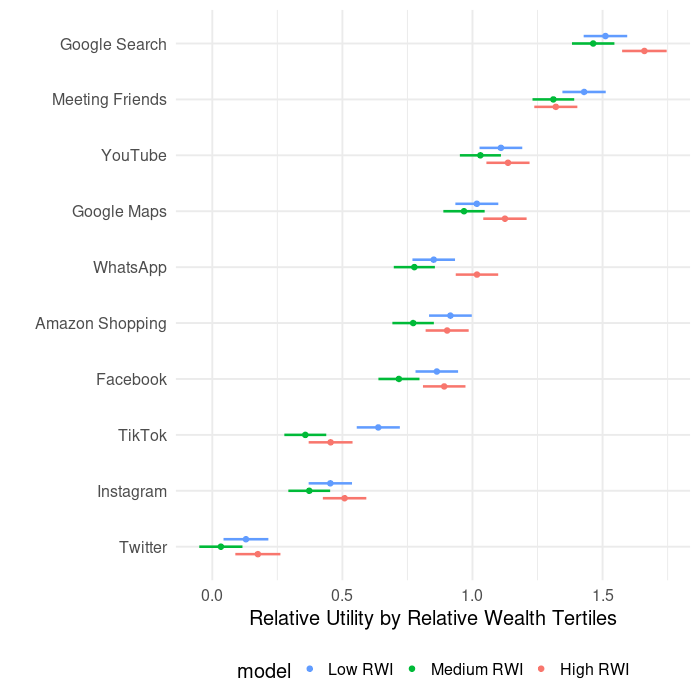 Google Search
Meeting Friends
YouTube
Google Maps
WhatsApp
Amazon Shopping
Facebook
TikTok
Instagram
Twitter
0.0 0.5 1.0 1.5
Relative Utility by Relative Wealth Tertiles
model Low RWI Medium RWI High RWI